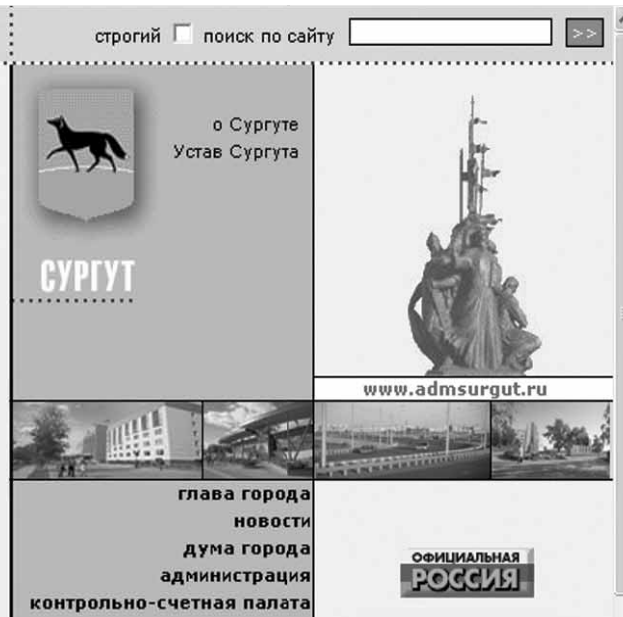 строгий поиск по сайту >>
о Сургуте
Устав Сургута
СУРГУТ
www.admsurgut.ru
глава города
новости
дума города
администрация
контрольно-счетная палата
ОФИЦИАЛЬНАЯ
РОССИЯ